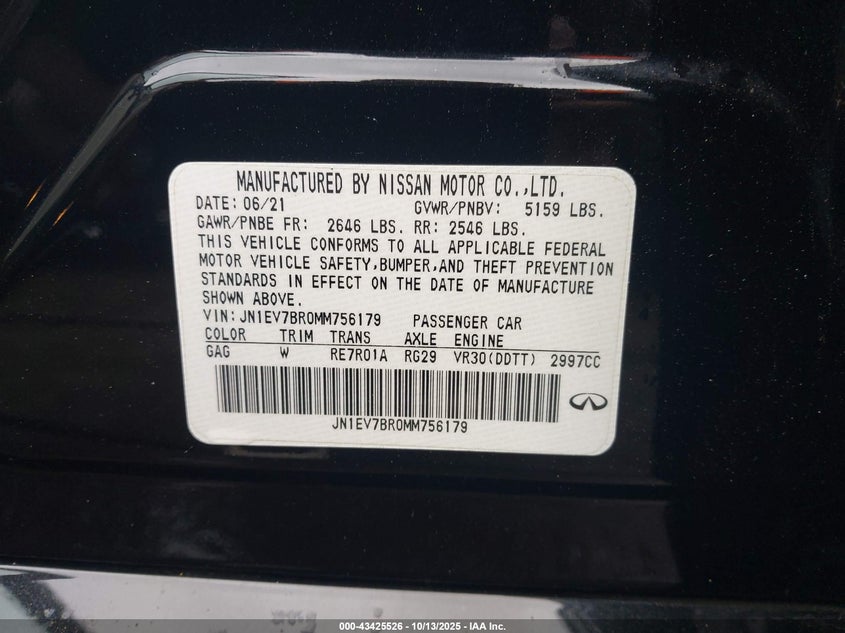 MANUFACTURED BY NISSAN MOTOR CO.,LTD.
DATE: 06/21 GVWR/PNBV: 5159 LBS.
GAWR/PNBE FR: 2646 LBS. RR: 2546 LBS.
THIS VEHICLE CONFORMS TO ALL APPLICABLE FEDERAL
MOTOR VEHICLE SAFETY,BUMPER,AND THEFT PREVENTION
STANDARDS IN EFFECT ON THE DATE OF MANUFACTURE
SHOWN ABOVE.
VIN:JN1EV7BR0MM756179 PASSENGER CAR
COLOR TRIM TRANS AXLE ENGINE
GAG W RE7R01A RG29 VR30(DDTT) 2997CC
JN1EV7BR0MM756179
000-43425526 - 10/13/2025 - IAA Inc.